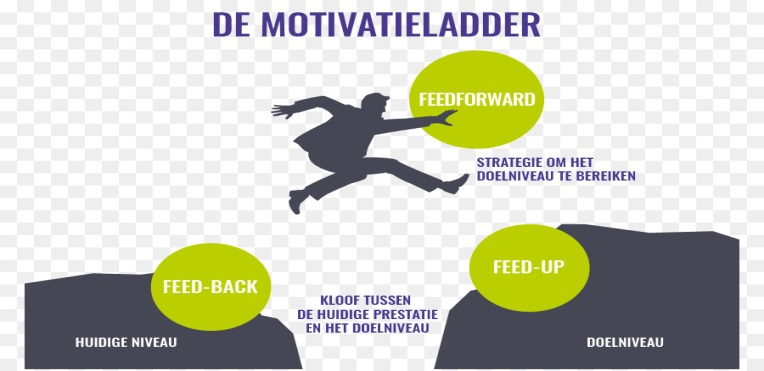 DE MOTIVATIELADDER
FEEDFORWARD
STRATEGIE OM HET
DOELNIVEAU TE BEREIKEN
FEED-BACK
FEED-UP
KLOOF TUSSEN
DE HUIDIGE PRESTATIE
EN HET DOELNIVEAU
HUIDIGE NIVEAU
DOELNIVEAU